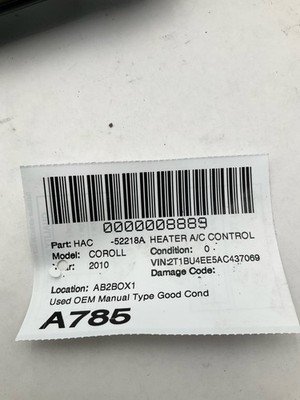 0000008889
Part: HAC -52218A HEATER A/C CONTROL
Model: COROLL Condition: 0
Year: 2010 VIN:2T1BU4EE5AC437069
Damage Code:
Location: AB2BOX1
Used OEM Manual Type Good Cond
A785